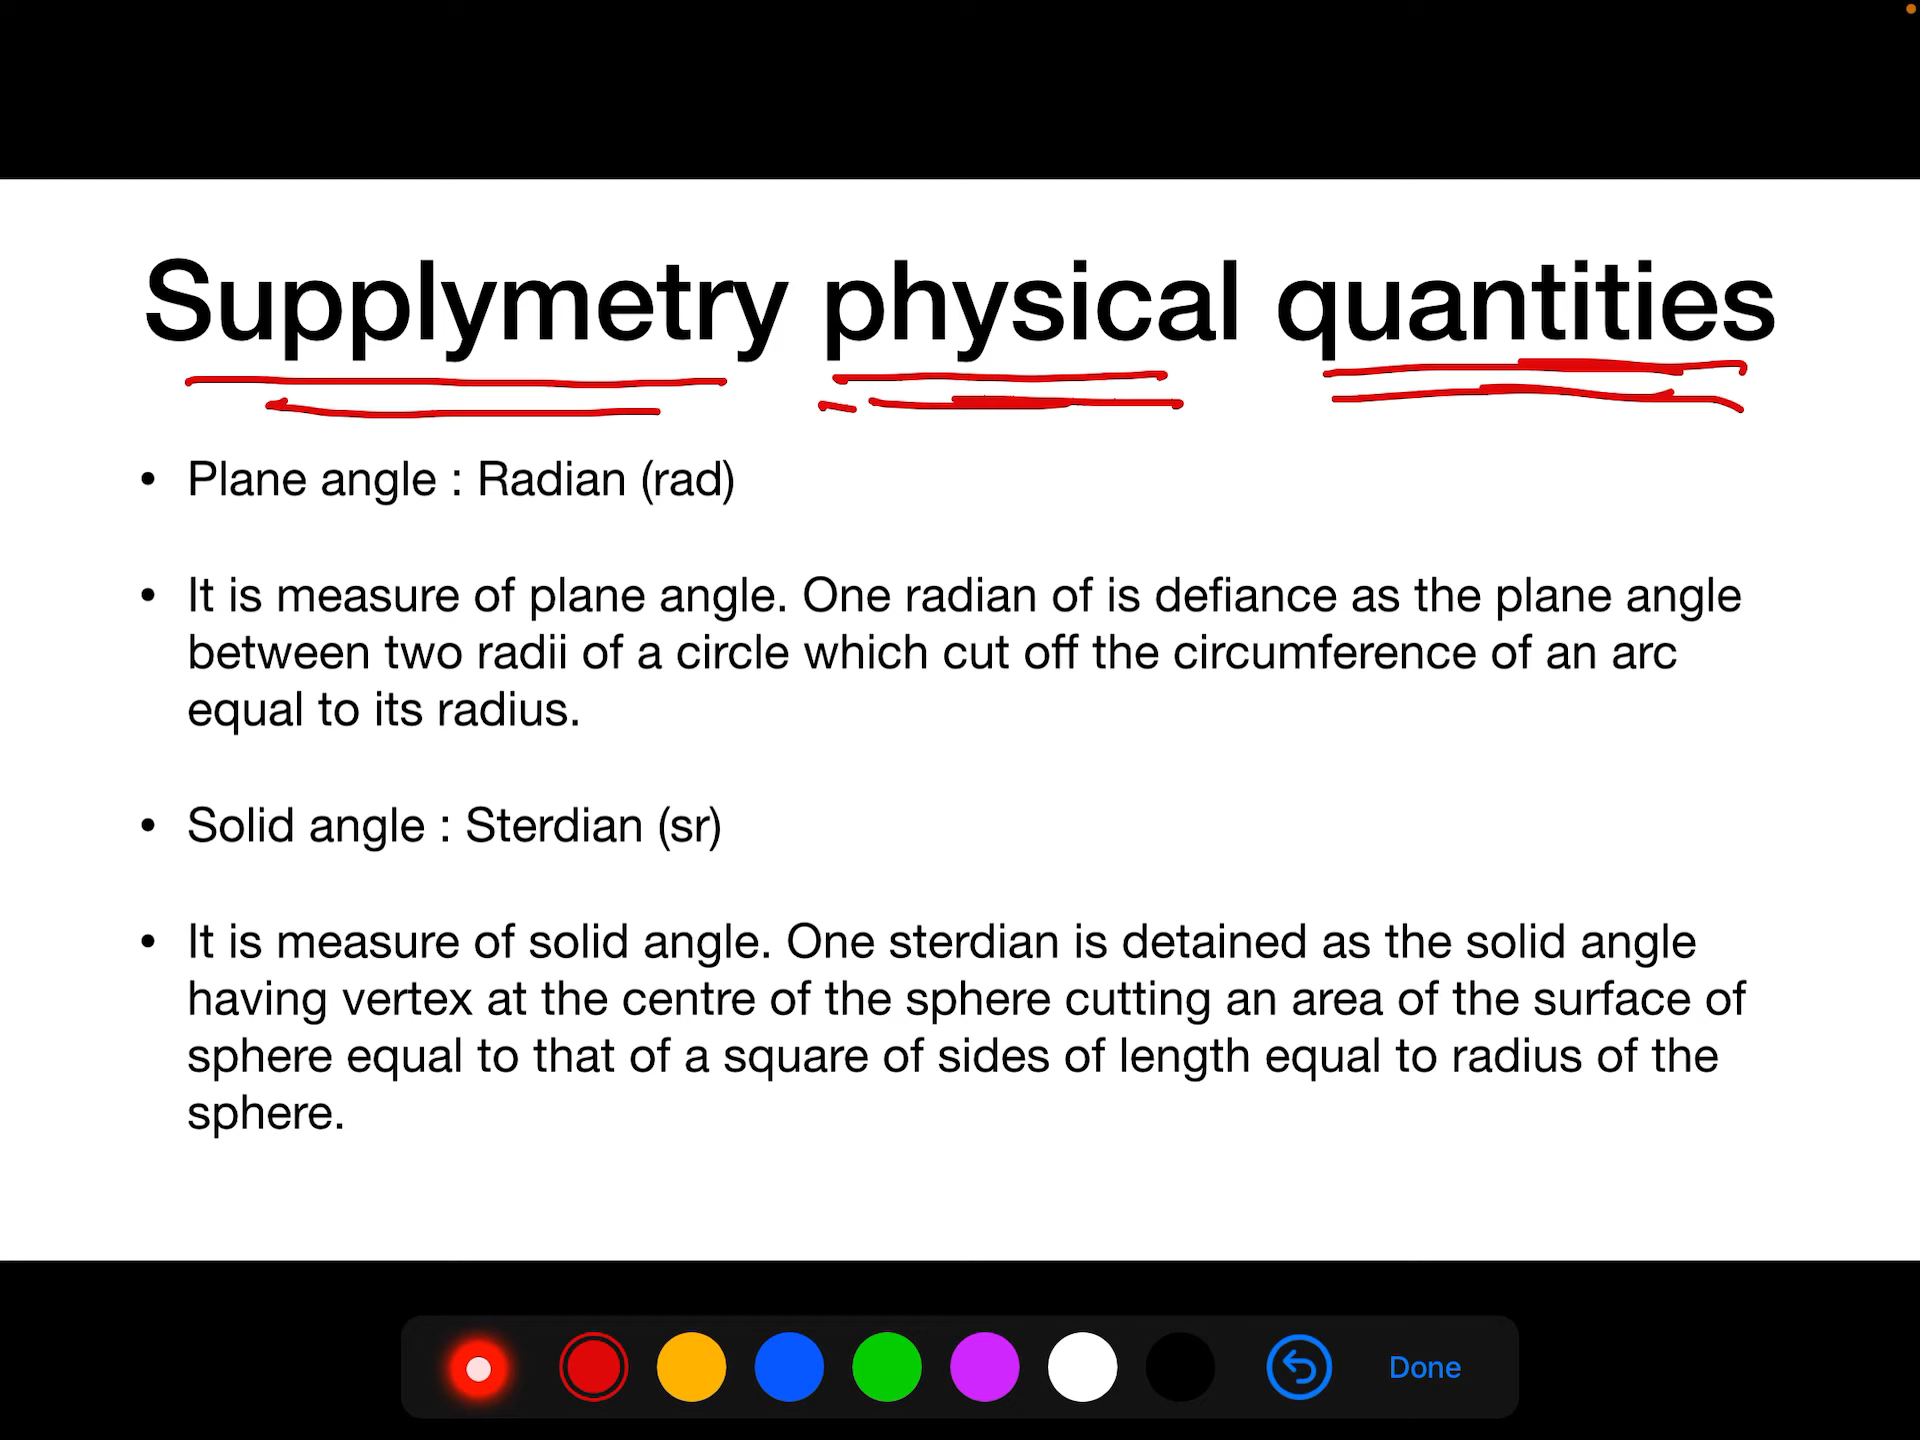 Supplymetry physical quantities
• Plane angle : Radian (rad)
• It is measure of plane angle. One radian of is defiance as the plane angle
between two radii of a circle which cut off the circumference of an arc
equal to its radius.
• Solid angle : Sterdian (sr)
• It is measure of solid angle. One sterdian is detained as the solid angle
having vertex at the centre of the sphere cutting an area of the surface of
sphere equal to that of a square of sides of length equal to radius of the
sphere.
Done